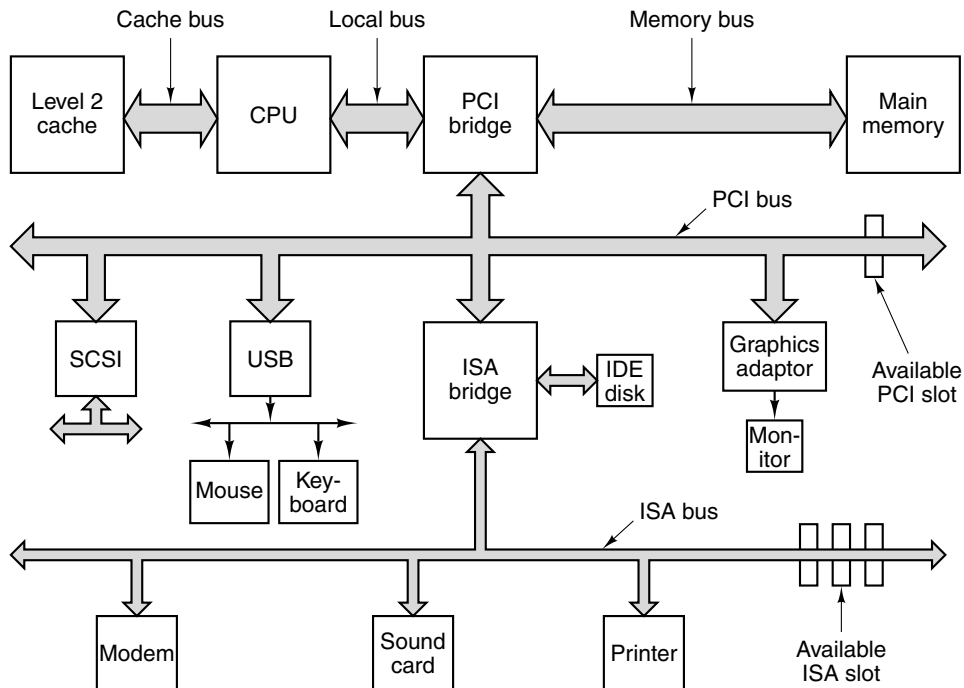 Cache bus
Local bus
Memory bus
Level 2
cache
CPU
PCI
bridge
Main
memory
PCI bus
SCSI
USB
ISA
bridge
IDE
disk
Graphics
adaptor
Available
PCI slot
Mon-
itor
Mouse
Key-
board
ISA bus
Modem
Sound
card
Printer
Available
ISA slot